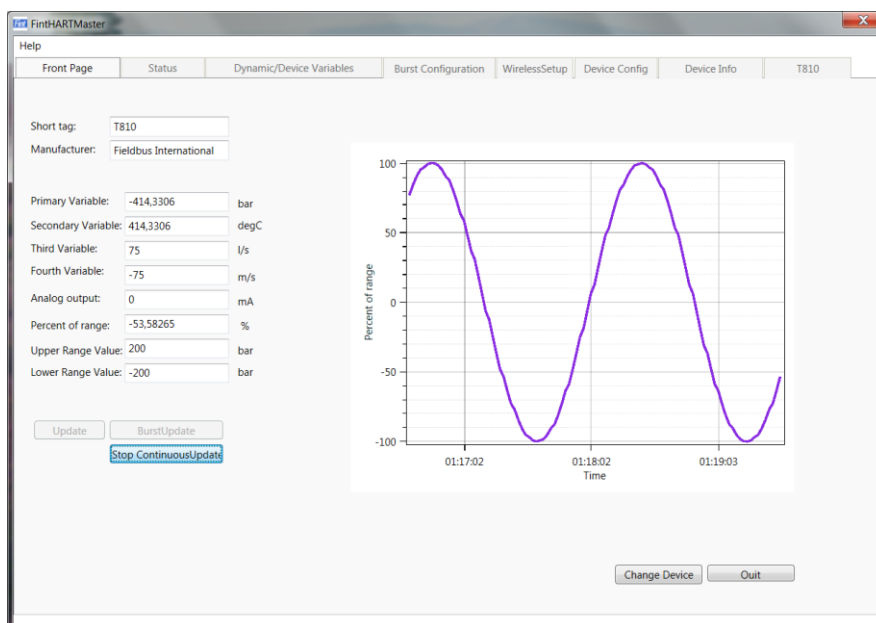 Fint FintHARTMaster
Help
Front Page Status Dynamic/Device Variables Burst Configuration WirelessSetup Device Config Device Info T810
Short tag: T810
Manufacturer: Fieldbus International
Primary Variable: -414,3306 bar
Secondary Variable: 414,3306 degC
Third Variable: 75 l/s
Fourth Variable: -75 m/s
Analog output: 0 mA
Percent of range: -53,58265 %
Upper Range Value: 200 bar
Lower Range Value: -200 bar
Update BurstUpdate
Stop ContinuousUpdate
100
50
0
-50
-100
Percent of range
01:17:02 01:18:02 01:19:03
Time
Change Device Quit